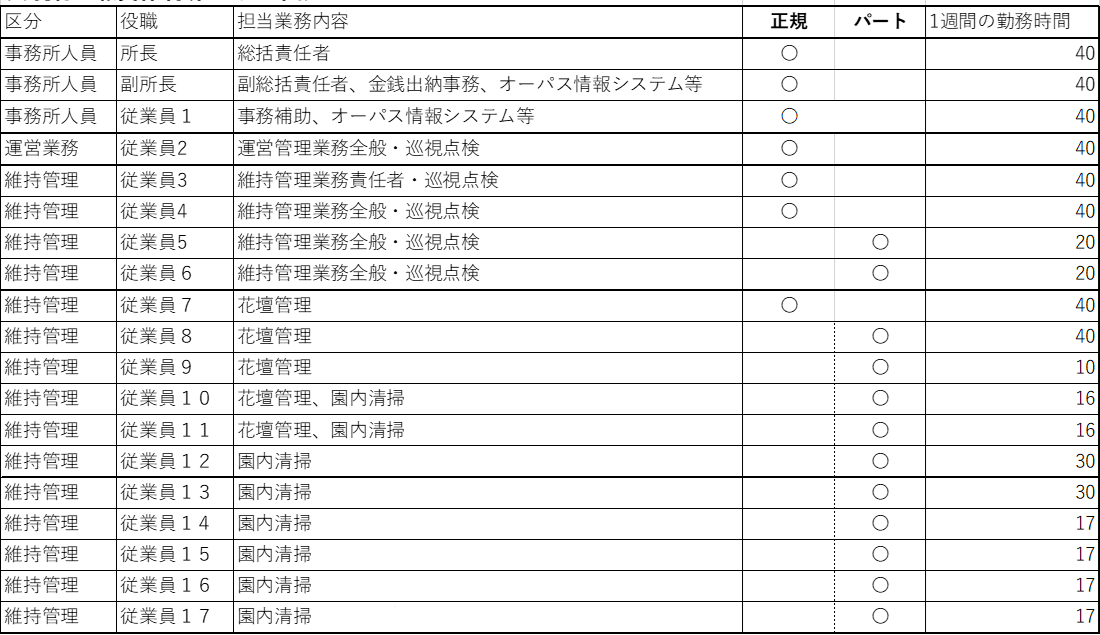 区分 役職 担当業務内容 正規 パート 1週間の勤務時間
事務所人員 所長 総括責任者 〇 40
事務所人員 副所長 副総括責任者、金銭出納事務、オーパス情報システム等 〇 40
事務所人員 従業員１ 事務補助、オーパス情報システム等 〇 40
運営業務 従業員2 運営管理業務全般・巡視点検 〇 40
維持管理 従業員3 維持管理業務責任者・巡視点検 〇 40
維持管理 従業員4 維持管理業務全般・巡視点検 〇 40
維持管理 従業員5 維持管理業務全般・巡視点検 〇 20
維持管理 従業員６ 維持管理業務全般・巡視点検 〇 20
維持管理 従業員７ 花壇管理 〇 40
維持管理 従業員８ 花壇管理 〇 40
維持管理 従業員９ 花壇管理 〇 10
維持管理 従業員１０ 花壇管理、園内清掃 〇 16
維持管理 従業員１１ 花壇管理、園内清掃 〇 16
維持管理 従業員１２ 園内清掃 〇 30
維持管理 従業員１３ 園内清掃 〇 30
維持管理 従業員１４ 園内清掃 〇 17
維持管理 従業員１５ 園内清掃 〇 17
維持管理 従業員１６ 園内清掃 〇 17
維持管理 従業員１７ 園内清掃 〇 17